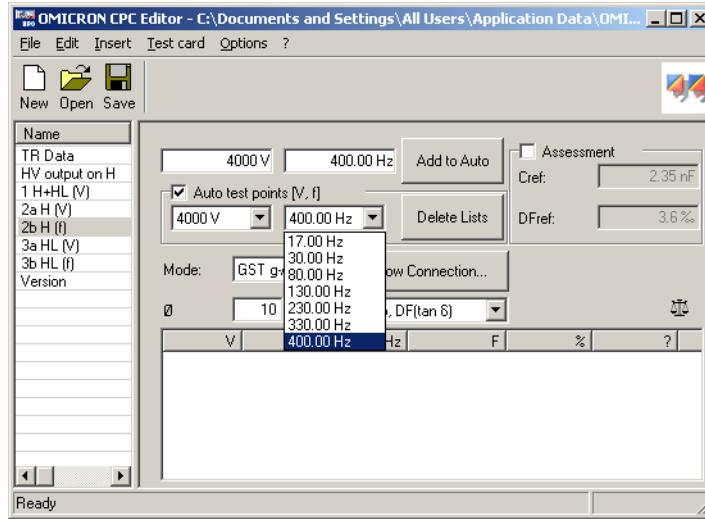 OMICRON CPC Editor - C:\Documents and Settings\All Users\Application Data\OMI...
File Edit Insert Test card Options ?
New Open Save
Name
TR Data
HV output on H
1 H+HL (V)
2a H (V)
2b H (f)
3a HL (V)
3b HL (f)
Version
4000 V 400.00 Hz Add to Auto
Assessment
Cref: 2.35 nF
Auto test points [V, f]
4000 V 400.00 Hz Delete Lists
DFref: 3.6 ‰
17.00 Hz
30.00 Hz
80.00 Hz
130.00 Hz
230.00 Hz
330.00 Hz
400.00 Hz
Mode: GST Connection...
Ø 10 DF(tan δ)
V Hz F % ?
Ready